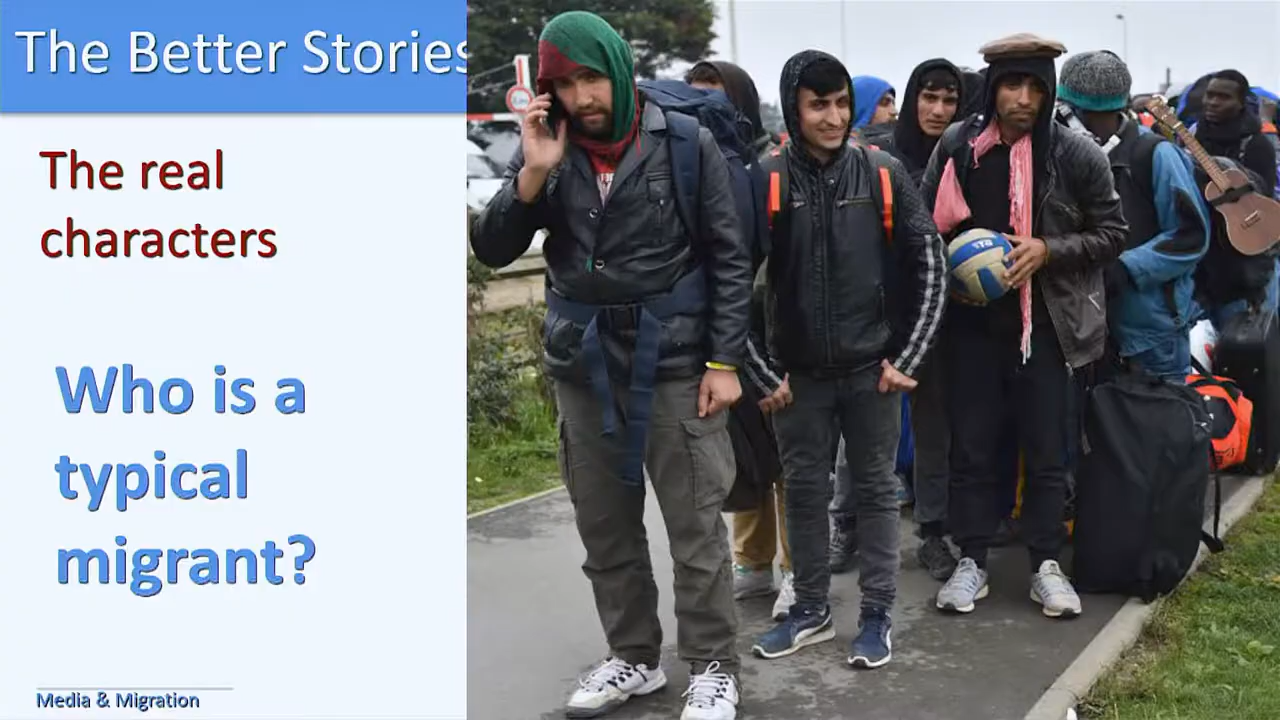 The Better Stories
The real
characters
Who is a
typical
migrant?
Media & Migration